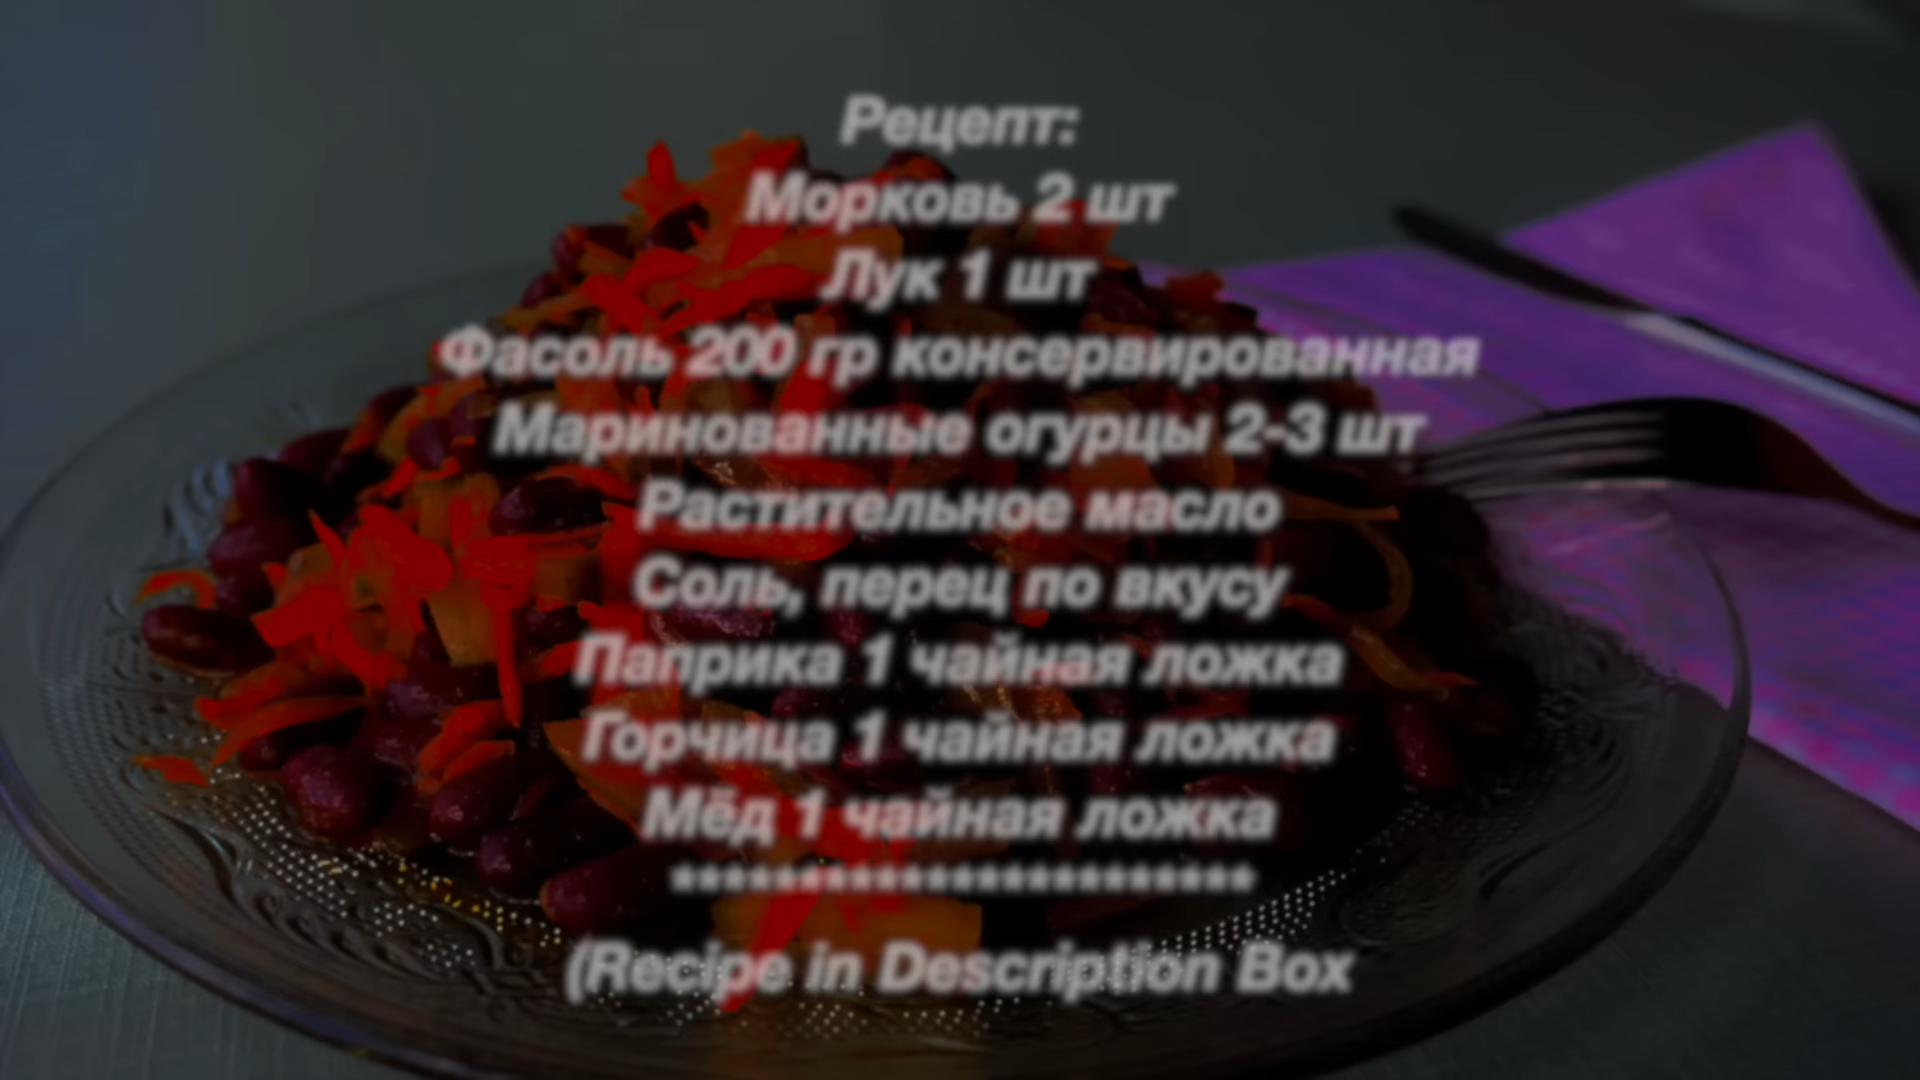 Рецепт:
Морковь 2 шт
Лук 1 шт
Фасоль 200 гр консервированная
Маринованные огурцы 2-3 шт
Растительное масло
Соль, перец по вкусу
Паприка 1 чайная ложка
Горчица 1 чайная ложка
Мёд 1 чайная ложка
***********************
(Recipe in Description Box